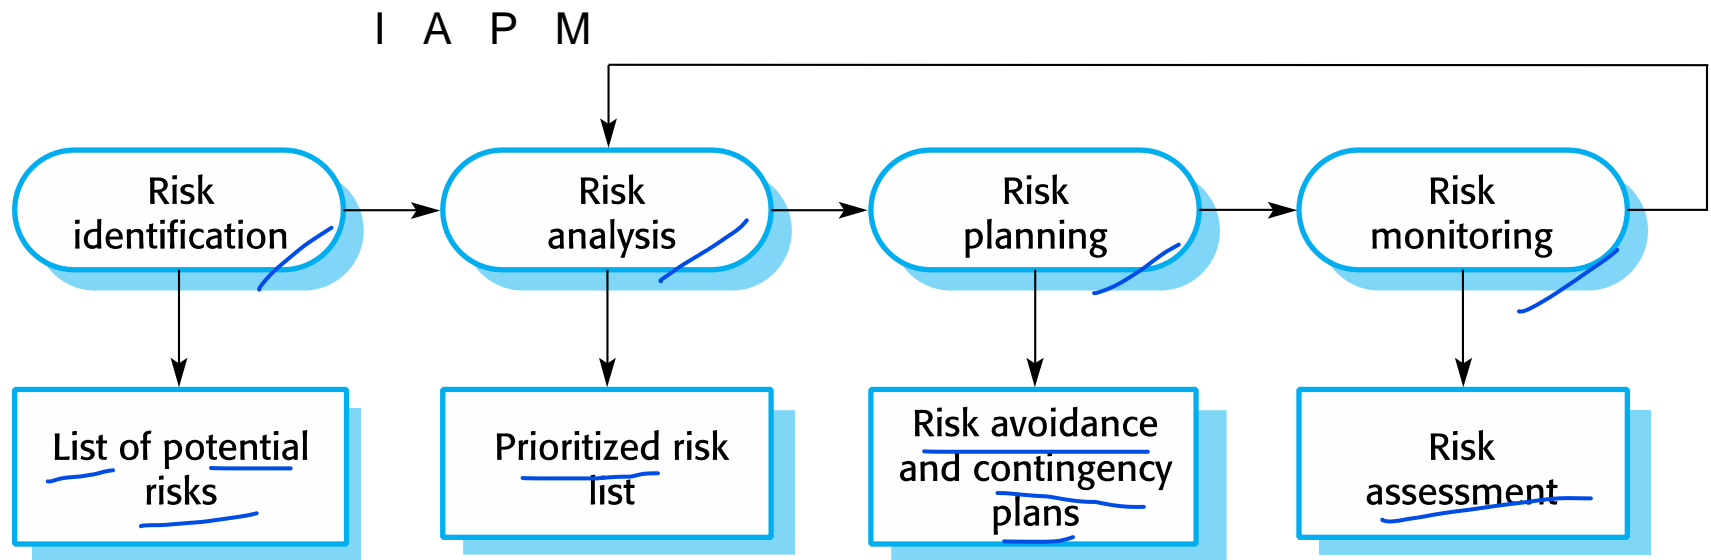 I A P M
Risk
identification
Risk
analysis
Risk
planning
Risk
monitoring
List of potential
risks
Prioritized risk
list
Risk avoidance
and contingency
plans
Risk
assessment